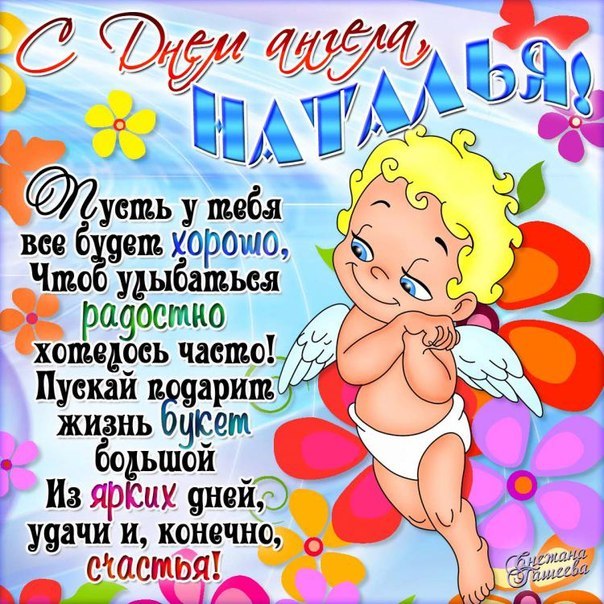 С Днем ангела,
НАТАЛЬЯ!
Пусть у тебя
все будет хорошо,
Чтоб улыбаться
радостно
хотелось часто!
Пускай подарит
жизнь букет
большой
Из ярких дней,
удачи и, конечно,
счастья!
Снежана
Гашеева